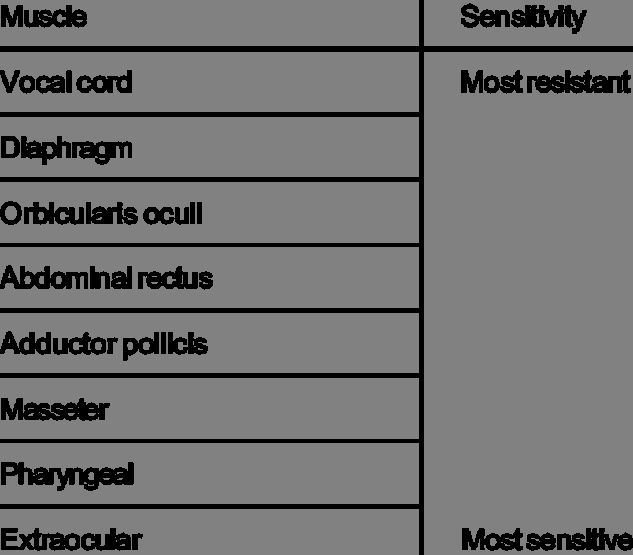 Muscle Sensitivity
Vocal cord Most resistant
Diaphragm
Orbicularis oculi
Abdominal rectus
Adductor pollicis
Masseter
Pharyngeal
Extraocular Most sensitive